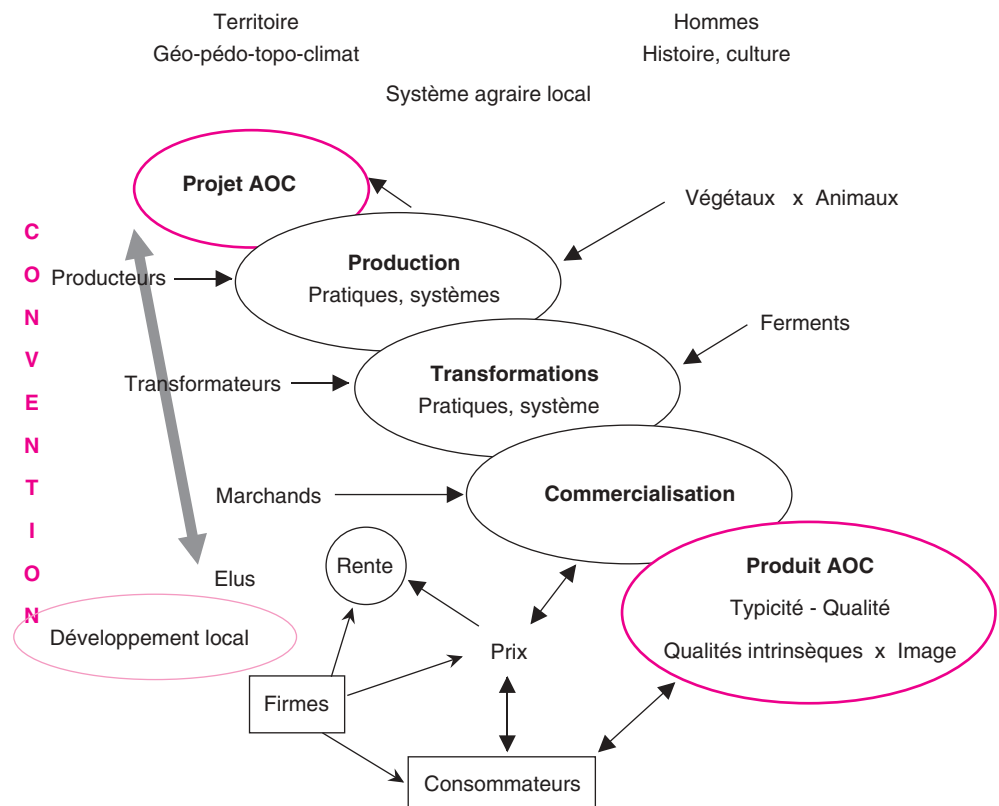 Territoire
Géo-pédo-topo-climat
Hommes
Histoire, culture
Système agraire local
Projet AOC
Végétaux x Animaux
CONVENTION
Producteurs
Production
Pratiques, systèmes
Ferments
Transformateurs
Transformations
Pratiques, système
Marchands
Commercialisation
Elus
Développement local
Rente
Produit AOC
Typicité - Qualité
Qualités intrinsèques x Image
Prix
Firmes
Consommateurs